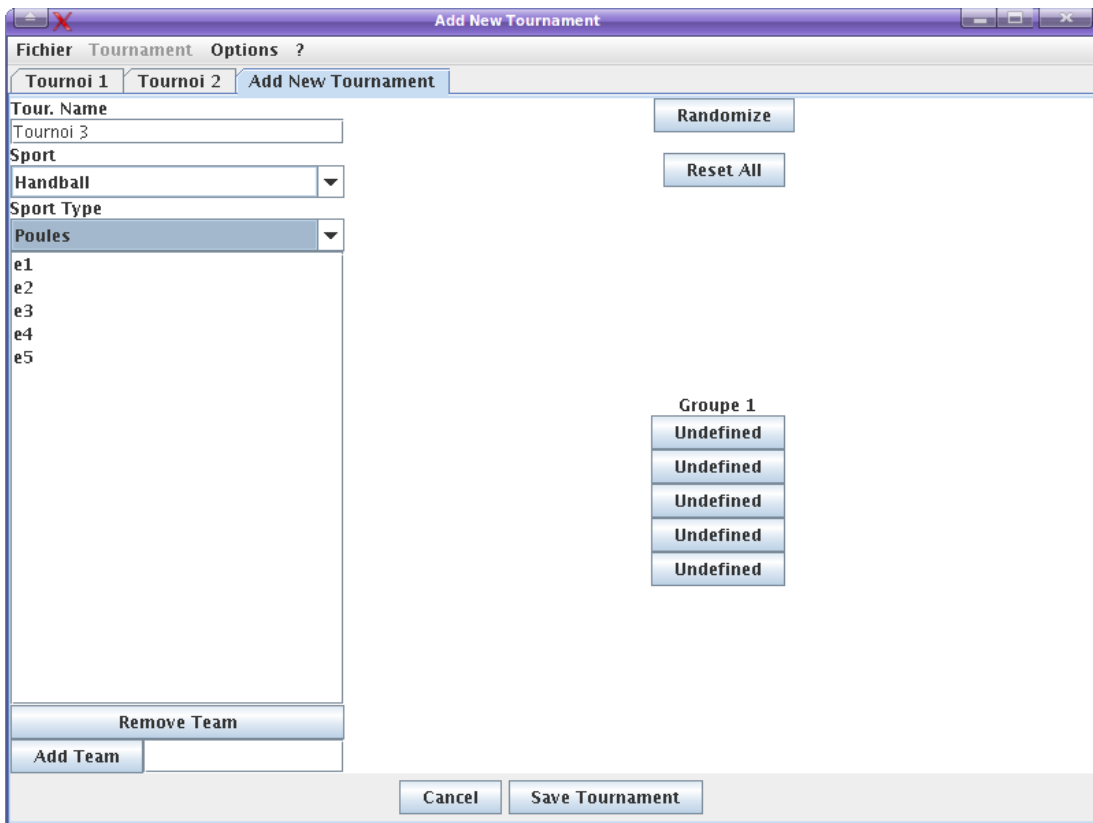 Add New Tournament
Fichier Tournament Options ?
Tournoi 1 Tournoi 2 Add New Tournament
Tour. Name
Tournoi 3
Sport
Handball
Sport Type
Poules
e1
e2
e3
e4
e5
Remove Team
Add Team
Randomize
Reset All
Groupe 1
Undefined
Undefined
Undefined
Undefined
Undefined
Cancel Save Tournament